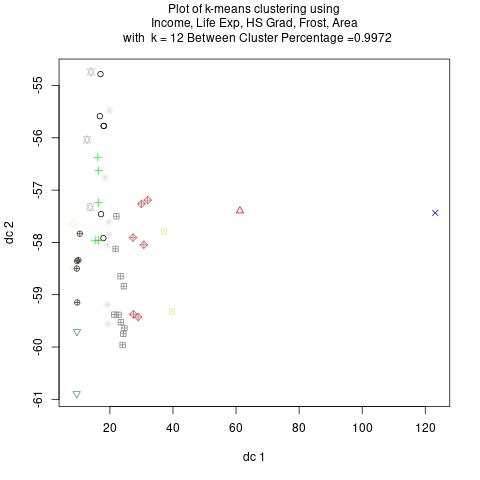 Plot of k-means clustering using
Income, Life Exp, HS Grad, Frost, Area
with  k = 12 Between Cluster Percentage =0.9972
-55
-56
-57
-58
-59
-60
-61
dc 2
20
40
60
80
100
120
dc 1